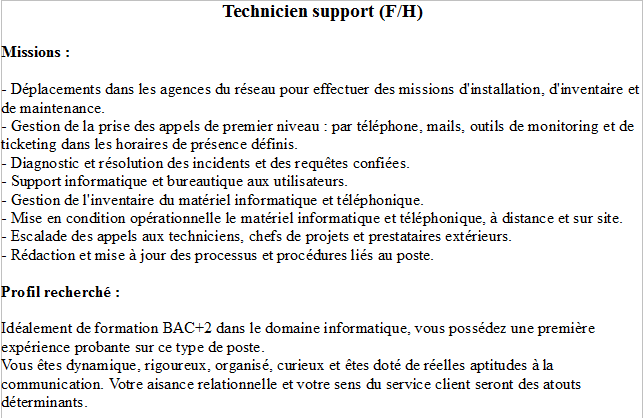 Technicien support (F/H)
Missions :
- Déplacements dans les agences du réseau pour effectuer des missions d'installation, d'inventaire et
de maintenance.
- Gestion de la prise des appels de premier niveau : par téléphone, mails, outils de monitoring et de
ticketing dans les horaires de présence définis.
- Diagnostic et résolution des incidents et des requêtes confiées.
- Support informatique et bureautique aux utilisateurs.
- Gestion de l'inventaire du matériel informatique et téléphonique.
- Mise en condition opérationnelle le matériel informatique et téléphonique, à distance et sur site.
- Escalade des appels aux techniciens, chefs de projets et prestataires extérieurs.
- Rédaction et mise à jour des processus et procédures liés au poste.
Profil recherché :
Idéalement de formation BAC+2 dans le domaine informatique, vous possédez une première
expérience probante sur ce type de poste.
Vous êtes dynamique, rigoureux, organisé, curieux et êtes doté de réelles aptitudes à la
communication. Votre aisance relationnelle et votre sens du service client seront des atouts
déterminants.